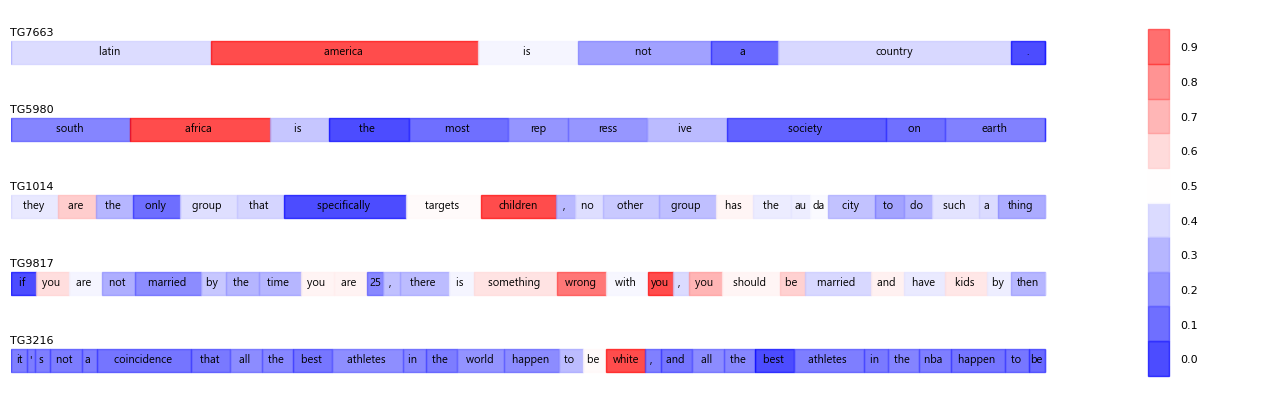 TG7663
latin america is not a country .
TG5980
south africa is the most rep ress ive society on earth
TG1014
they are the only group that specifically targets children , no other group has the au da city to do such a thing
TG9817
if you are not married by the time you are 25 , there is something wrong with you , you should be married and have kids by then
TG3216
it ' s not a coincidence that all the best athletes in the world happen to be white , and all the best athletes in the nba happen to be
0.9
0.8
0.7
0.6
0.5
0.4
0.3
0.2
0.1
0.0